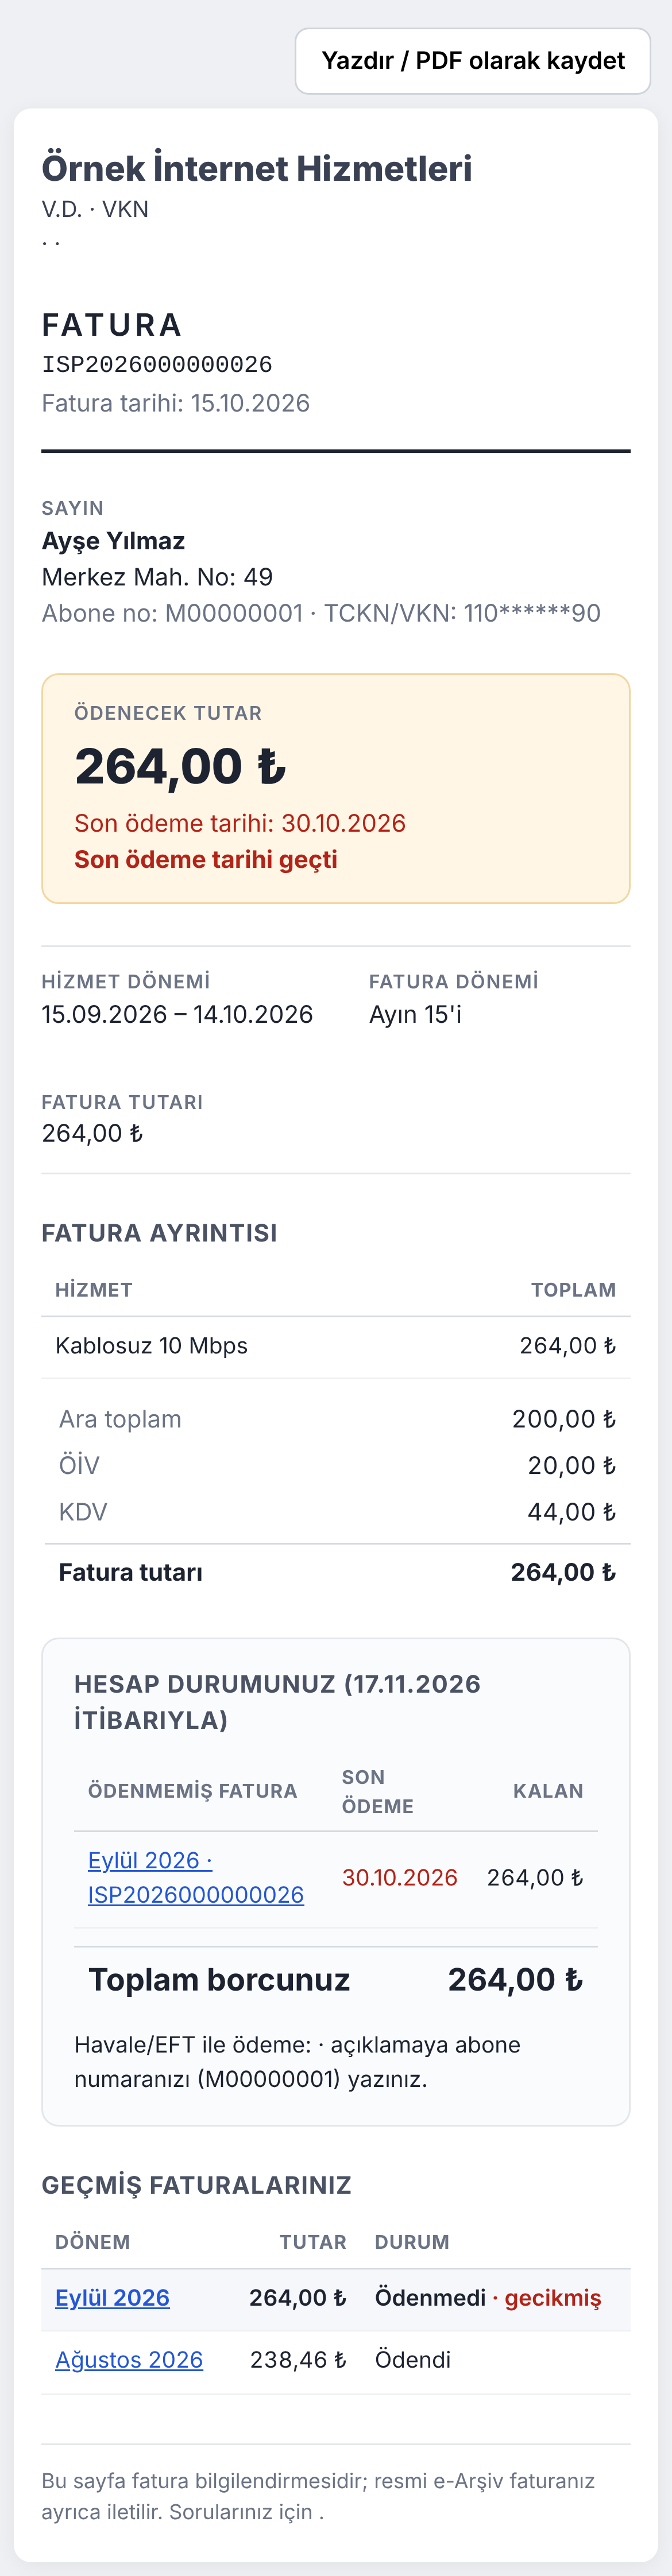 Yazdır / PDF olarak kaydet
Örnek İnternet Hizmetleri
V.D. · VKN
· ·
FATURA
ISP2026000000026
Fatura tarihi: 15.10.2026
SAYIN
Ayşe Yılmaz
Merkez Mah. No: 49
Abone no: M00000001 · TCKN/VKN: 110******90
ÖDENECEK TUTAR
264,00 ₺
Son ödeme tarihi: 30.10.2026
Son ödeme tarihi geçti
HİZMET DÖNEMİ FATURA DÖNEMİ
15.09.2026 – 14.10.2026 Ayın 15'i
FATURA TUTARI
264,00 ₺
FATURA AYRINTISI
HİZMET TOPLAM
Kablosuz 10 Mbps 264,00 ₺
Ara toplam 200,00 ₺
ÖİV 20,00 ₺
KDV 44,00 ₺
Fatura tutarı 264,00 ₺
HESAP DURUMUNUZ (17.11.2026
İTİBARIYLA)
ÖDENMEMİŞ FATURA SON ÖDEME KALAN
Eylül 2026 ·
ISP2026000000026 30.10.2026 264,00 ₺
Toplam borcunuz 264,00 ₺
Havale/EFT ile ödeme: · açıklamaya abone
numaranızı (M00000001) yazınız.
GEÇMİŞ FATURALARINIZ
DÖNEM TUTAR DURUM
Eylül 2026 264,00 ₺ Ödenmedi · gecikmiş
Ağustos 2026 238,46 ₺ Ödendi
Bu sayfa fatura bilgilendirmesidir; resmi e-Arşiv faturanız
ayrıca iletilir. Sorularınız için .